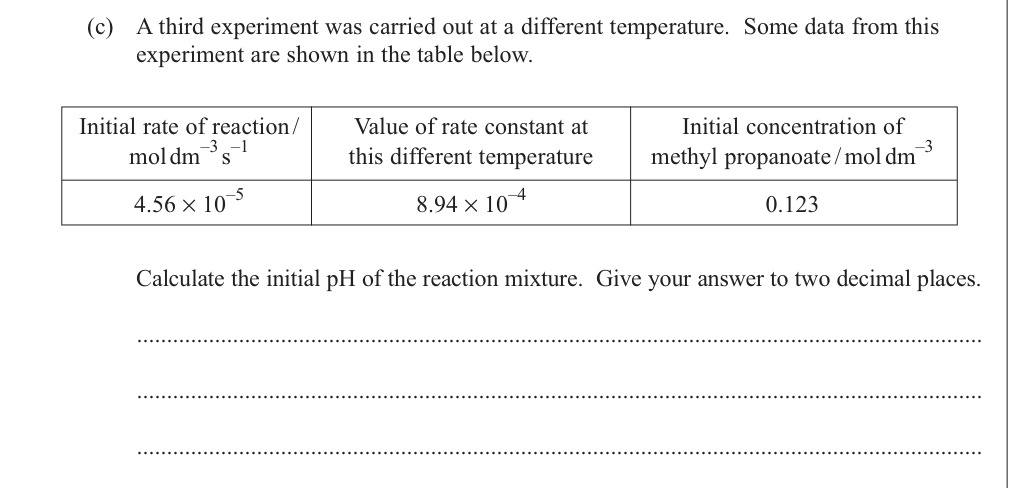 (c) A third experiment was carried out at a different temperature. Some data from this
experiment are shown in the table below.
Initial rate of reaction/
mol dm⁻³ s⁻¹
Value of rate constant at
this different temperature
Initial concentration of
methyl propanoate/mol dm⁻³
4.56 × 10⁻⁵
8.94 × 10⁻⁴
0.123
Calculate the initial pH of the reaction mixture. Give your answer to two decimal places.